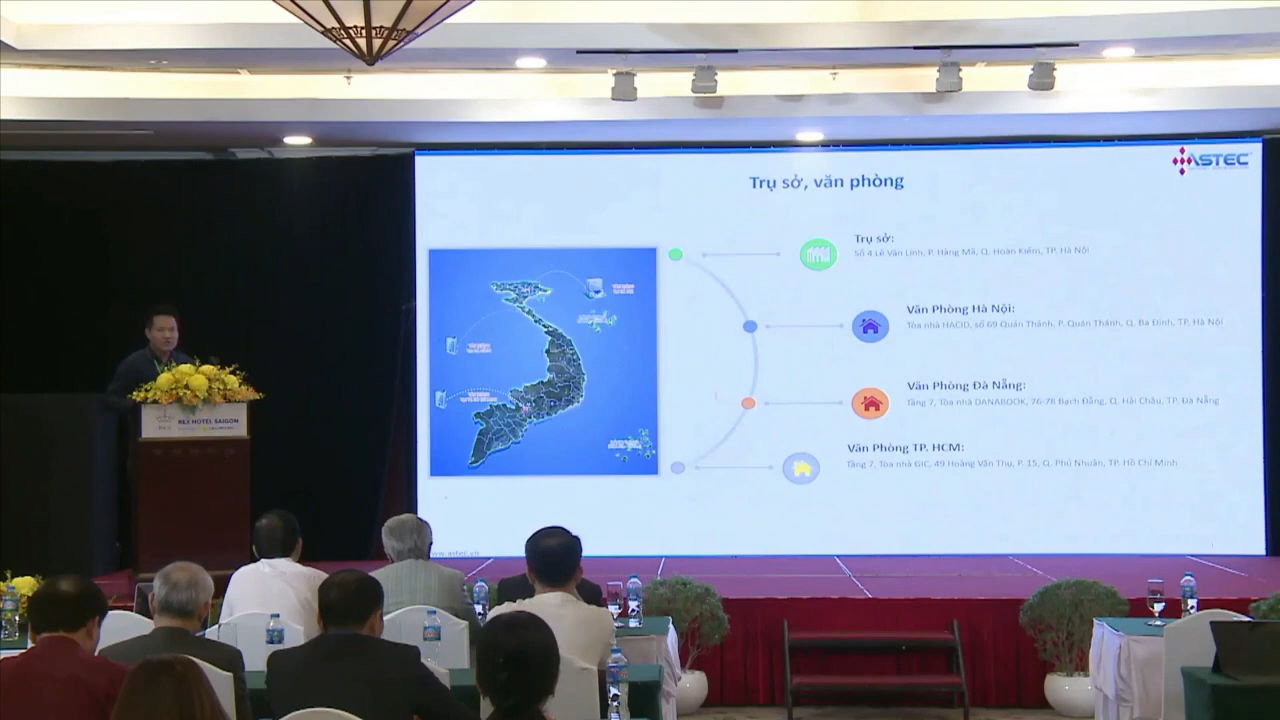 ASTEC
Trụ sở, văn phòng
Trụ sở:
Số 4 Lê Văn Linh, P. Hàng Mã, Q. Hoàn Kiếm, TP. Hà Nội
Văn Phòng Hà Nội:
Tòa nhà HACID, số 69 Quán Thánh, P. Quán Thánh, Q. Ba Đình, TP. Hà Nội
Văn Phòng Đà Nẵng:
Tầng 7, Tòa nhà DANABOOK, 76-78 Bạch Đằng, Q. Hải Châu, TP. Đà Nẵng
Văn Phòng TP. HCM:
Tầng 7, Tòa nhà GIC, 49 Hoàng Văn Thụ, P. 15, Q. Phú Nhuận, TP. Hồ Chí Minh
REX HOTEL SAIGON
www.astec.vn